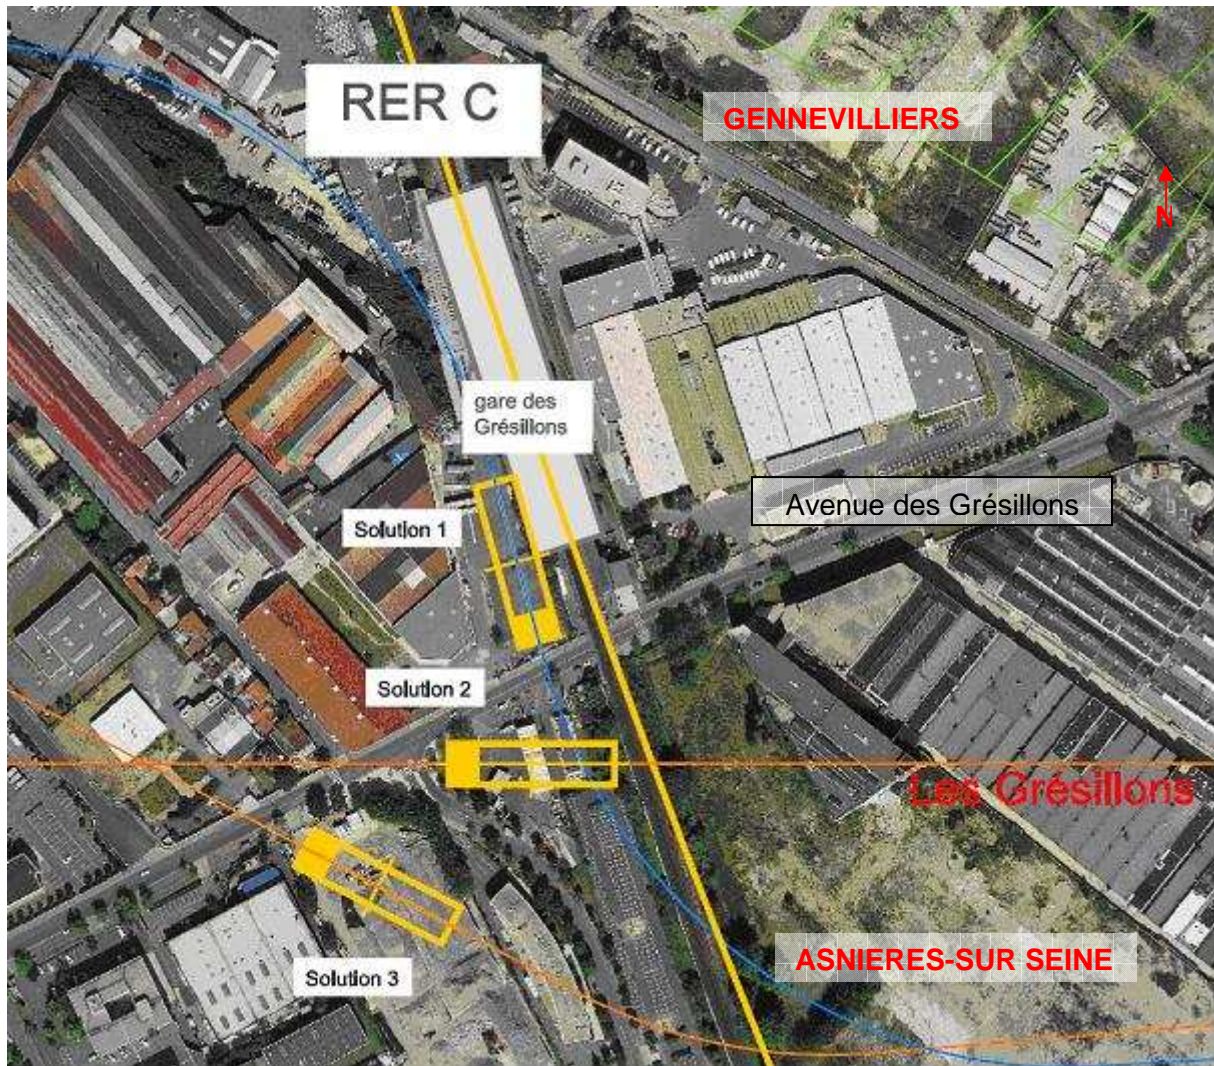 RER C
GENNEVILLIERS
N
gare des
Grésillons
Avenue des Grésillons
Solution 1
Solution 2
Les Grésillons
ASNIERES-SUR SEINE
Solution 3